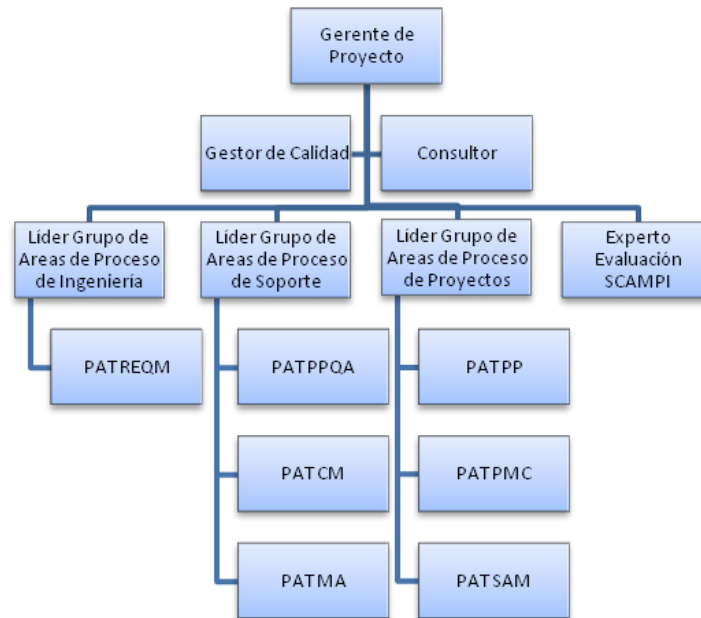 Gerente de
Proyecto
Gestor de Calidad
Consultor
Líder Grupo de
Areas de Proceso
de Ingeniería
Líder Grupo de
Areas de Proceso
de Soporte
Líder Grupo de
Areas de Proceso
de Proyectos
Experto
Evaluación
SCAMPI
PATREQM
PATPPQA
PATPP
PATCM
PATPMC
PATMA
PATSAM